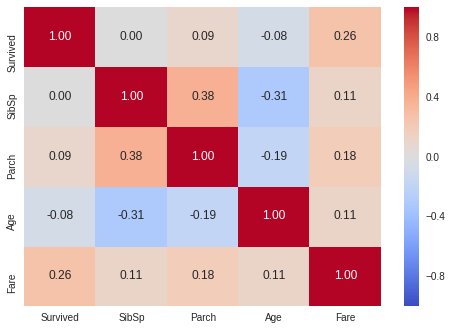 Survived 1.00 0.00 0.09 -0.08 0.26
SibSp 0.00 1.00 0.38 -0.31 0.11
Parch 0.09 0.38 1.00 -0.19 0.18
Age -0.08 -0.31 -0.19 1.00 0.11
Fare 0.26 0.11 0.18 0.11 1.00
Survived SibSp Parch Age Fare
0.8
0.4
0.0
−0.4
−0.8